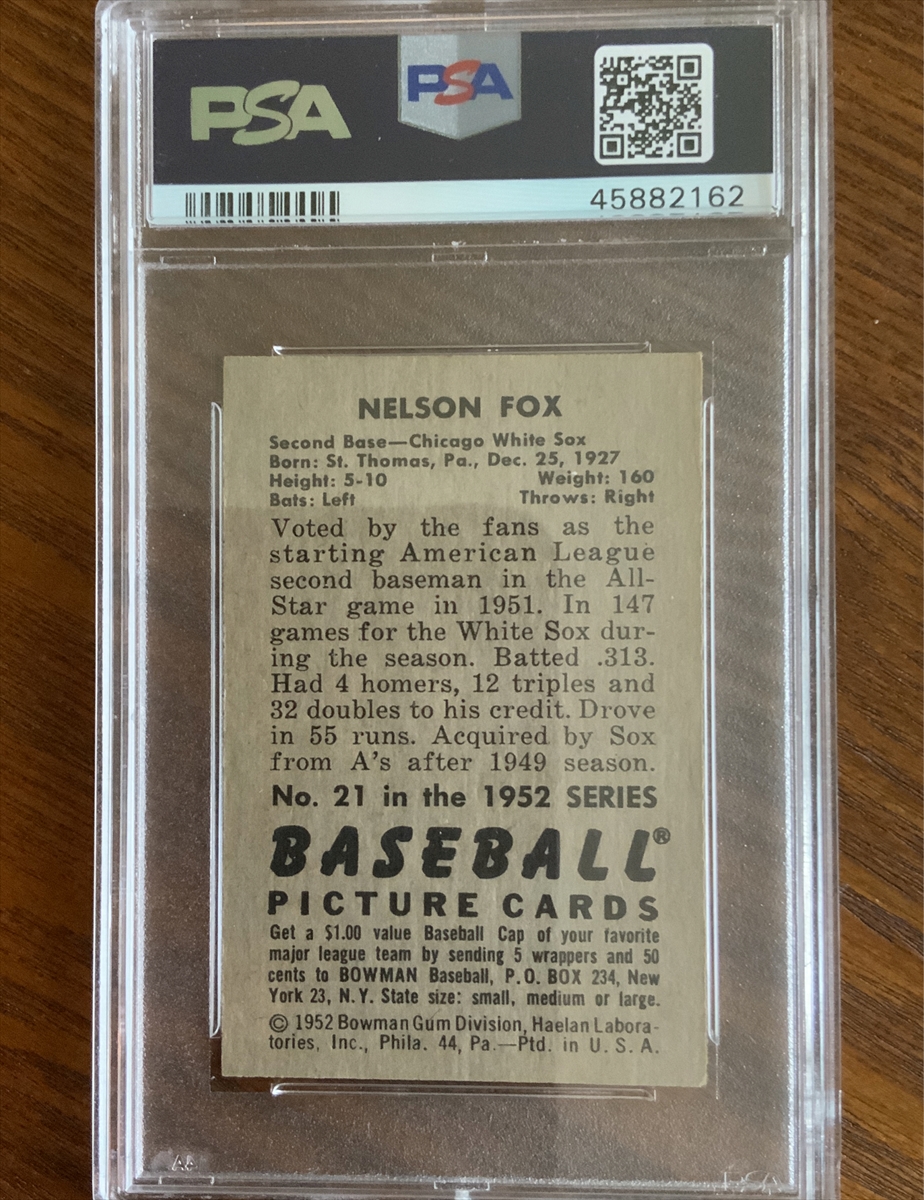 PSA
PSA
45882162
NELSON FOX
Second Base—Chicago White Sox
Born: St. Thomas, Pa., Dec. 25, 1927
Height: 5-10 Weight: 160
Bats: Left Throws: Right
Voted by the fans as the
starting American League
second baseman in the All-
Star game in 1951. In 147
games for the White Sox dur-
ing the season. Batted .313.
Had 4 homers, 12 triples and
32 doubles to his credit. Drove
in 55 runs. Acquired by Sox
from A's after 1949 season.
No. 21 in the 1952 SERIES
BASEBALL®
PICTURE CARDS
Get a $1.00 value Baseball Cap of your favorite
major league team by sending 5 wrappers and 50
cents to BOWMAN Baseball, P.O. BOX 234, New
York 23, N.Y. State size: small, medium or large.
© 1952 Bowman Gum Division, Haelan Labora-
tories, Inc., Phila. 44, Pa.—Ptd. in U. S. A.
PSA